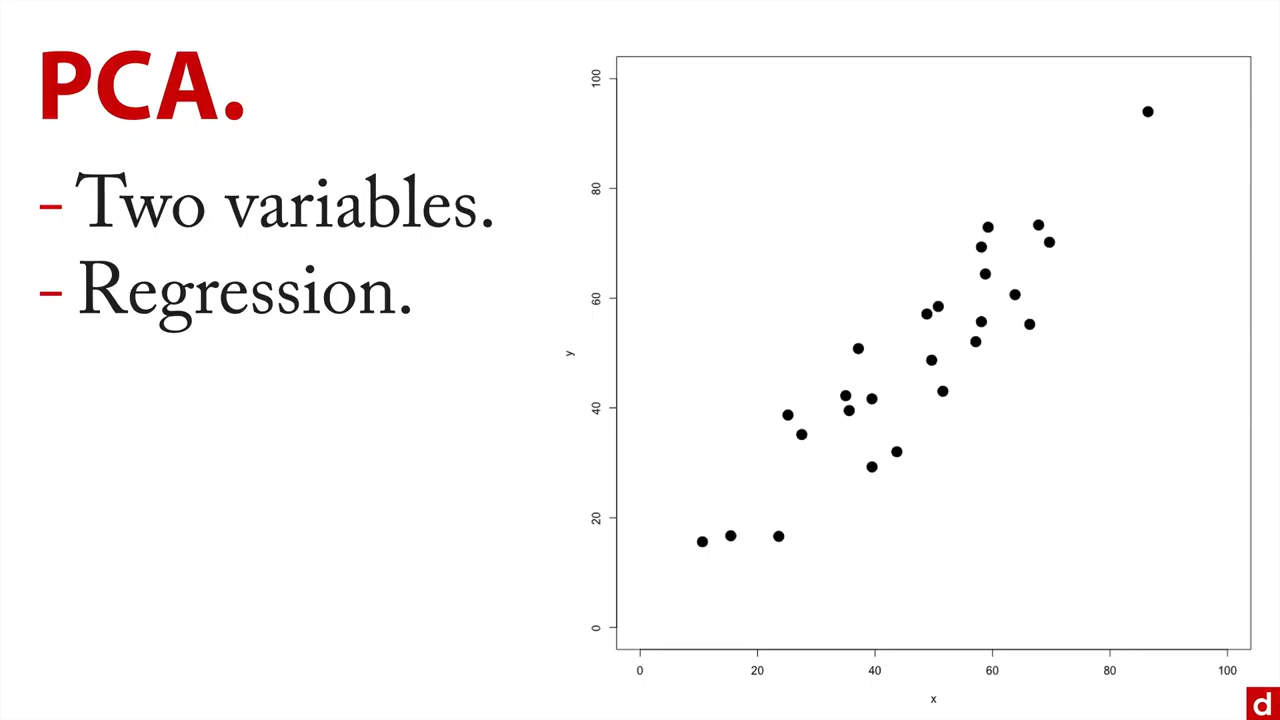 PCA.
- Two variables.
- Regression.
100
80
60
40
20
0
y
0 20 40 60 80 100
x
d